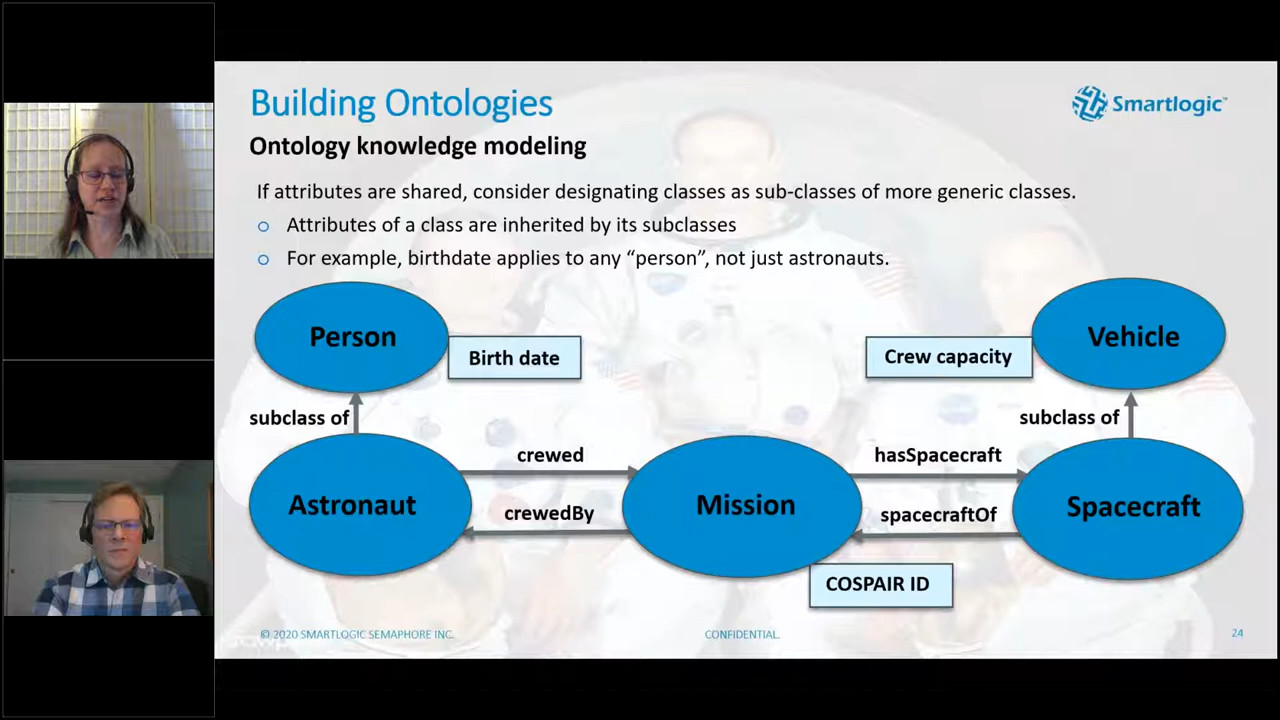 Building Ontologies
Smartlogic™
Ontology knowledge modeling
If attributes are shared, consider designating classes as sub-classes of more generic classes.
o Attributes of a class are inherited by its subclasses
o For example, birthdate applies to any “person”, not just astronauts.
Person
Birth date
Crew capacity
Vehicle
subclass of
subclass of
Astronaut
crewed
crewedBy
Mission
hasSpacecraft
spacecraftOf
Spacecraft
COSPAIR ID
© 2020 SMARTLOGIC SEMAPHORE INC.
CONFIDENTIAL.
24